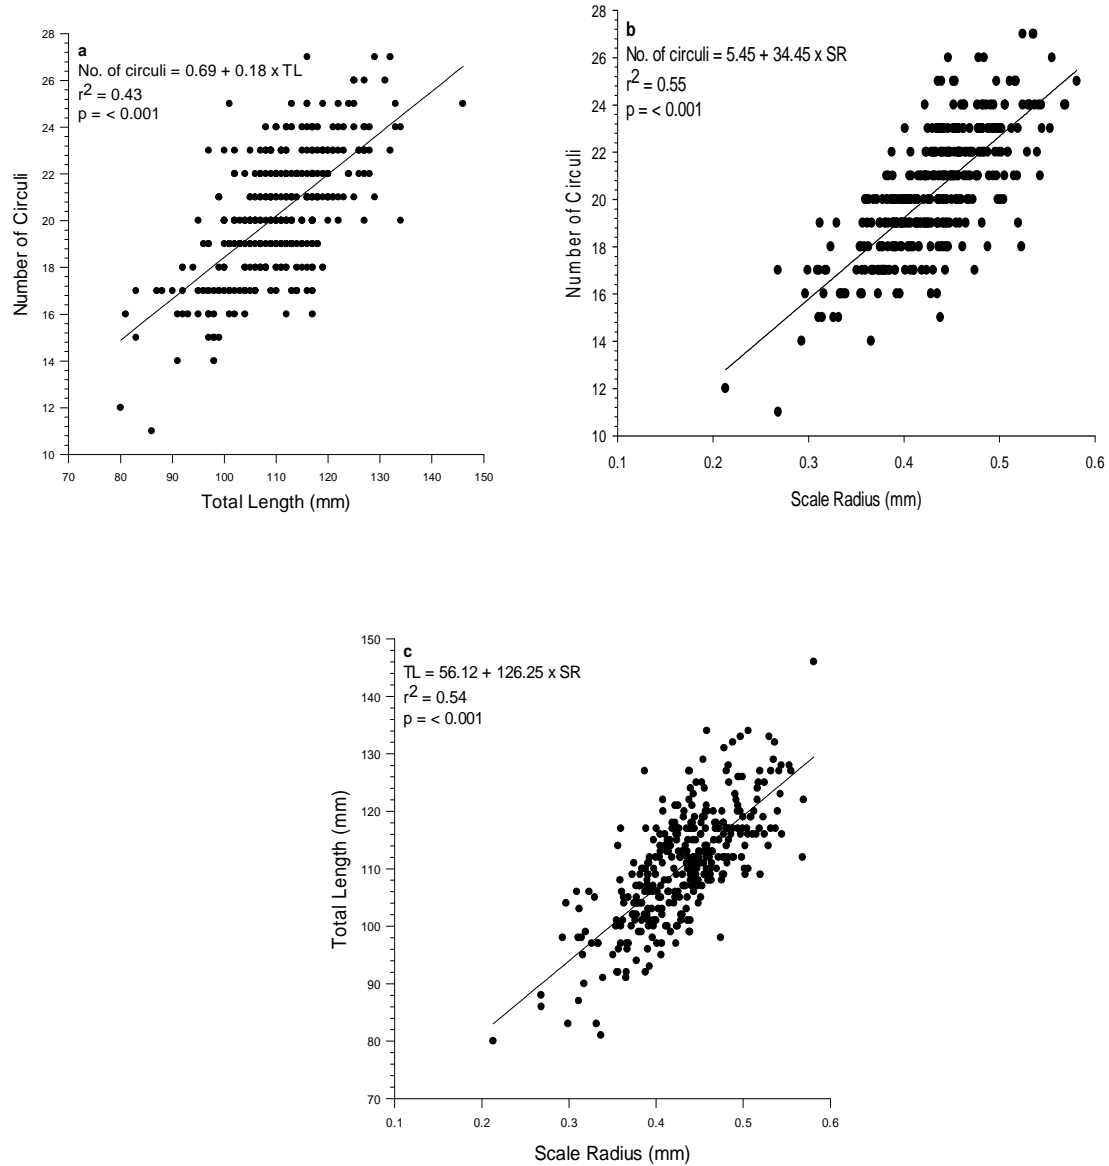 a
No. of circuli = 0.69 + 0.18 x TL
r2 = 0.43
p = < 0.001
28
26
24
22
20
18
16
14
12
10
Number of Circuli
70 80 90 100 110 120 130 140 150
Total Length (mm)
b
No. of circuli = 5.45 + 34.45 x SR
r2 = 0.55
p = < 0.001
28
26
24
22
20
18
16
14
12
10
Number of Circuli
0.1 0.2 0.3 0.4 0.5 0.6
Scale Radius (mm)
c
TL = 56.12 + 126.25 x SR
r2 = 0.54
p = < 0.001
150
140
130
120
110
100
90
80
70
Total Length (mm)
0.1 0.2 0.3 0.4 0.5 0.6
Scale Radius (mm)